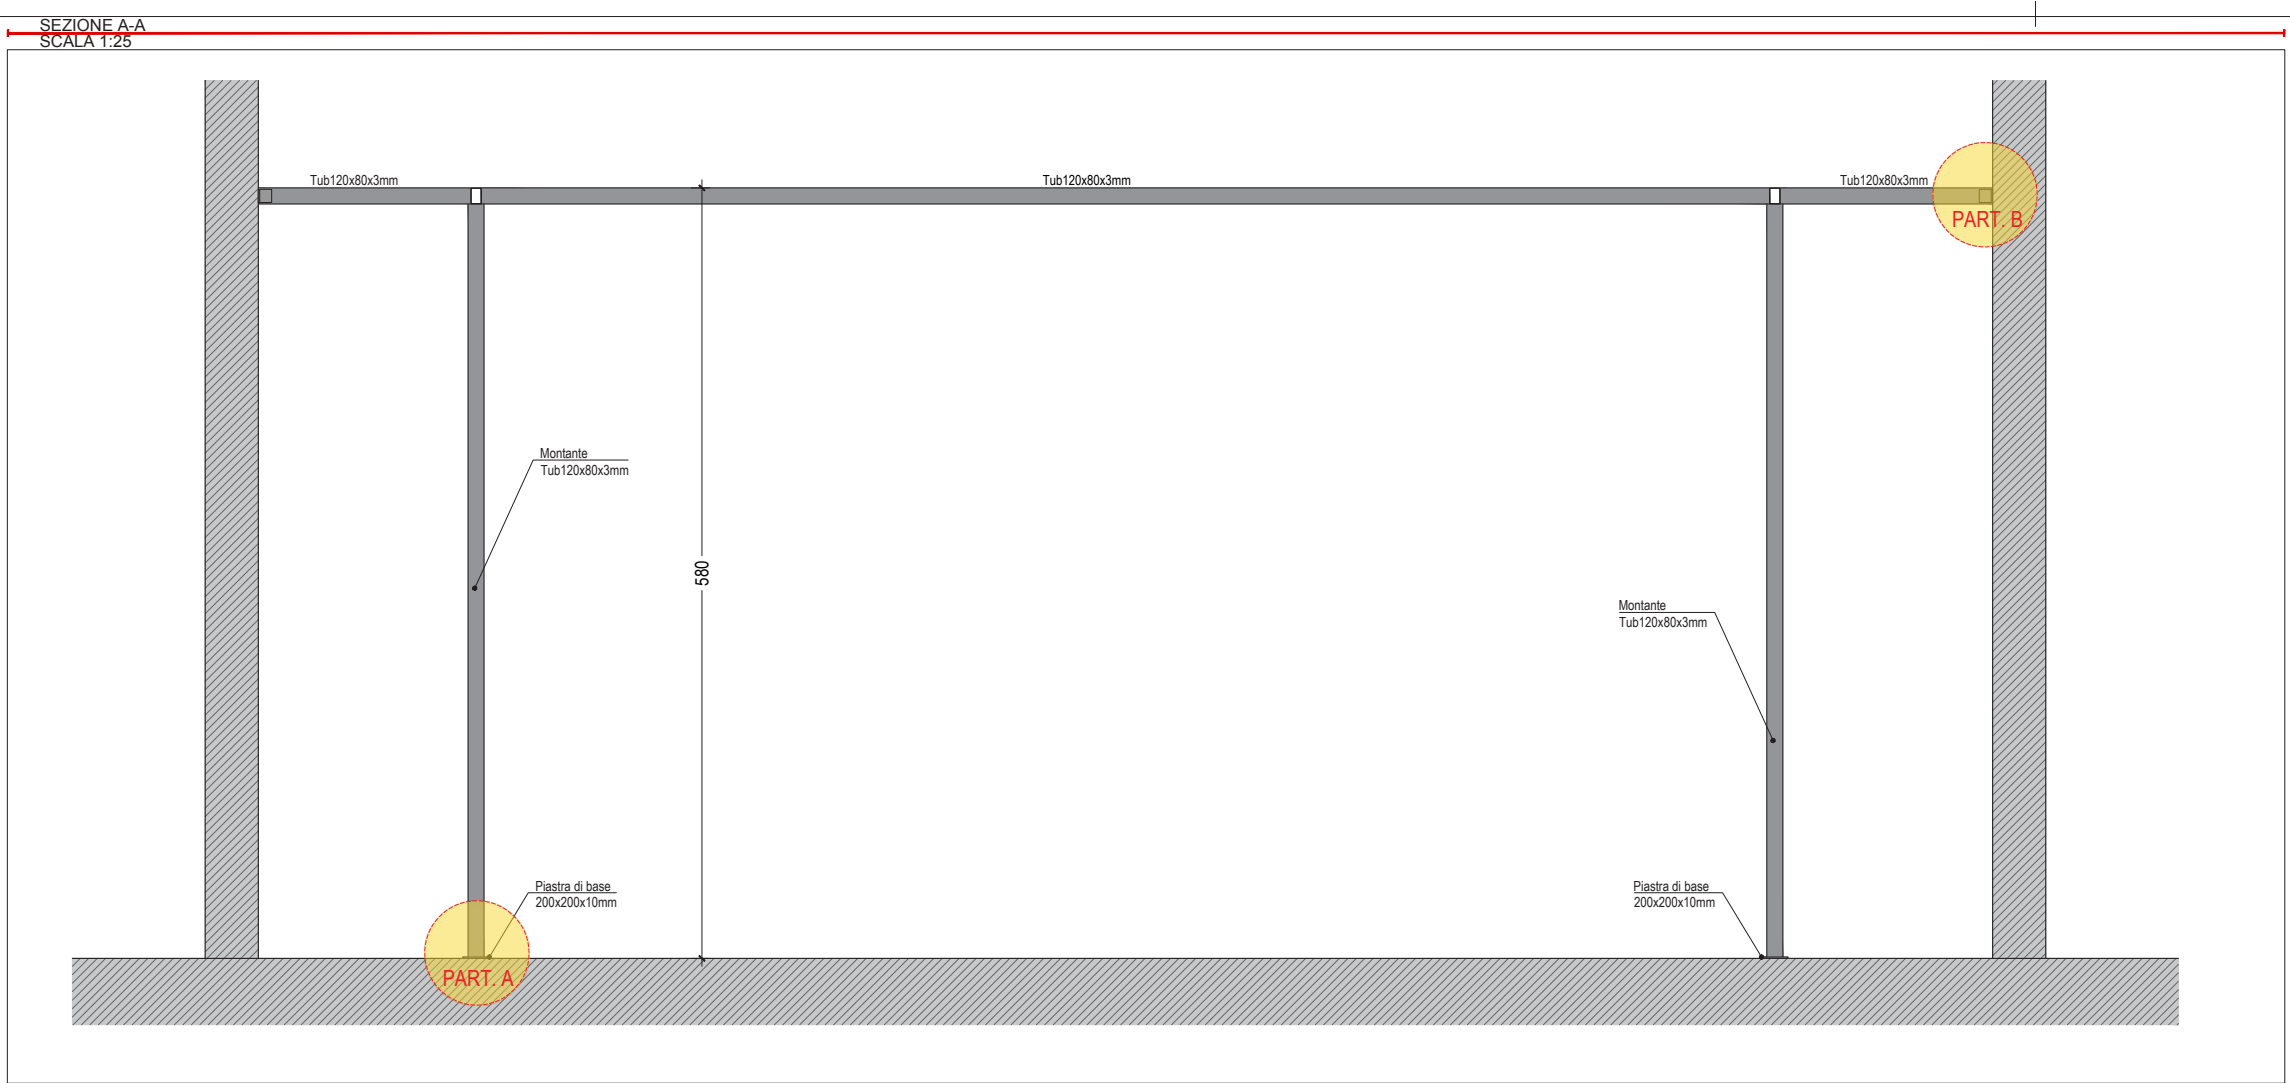 SEZIONE A-A
SCALA 1:25
Tub120x80x3mm
Tub120x80x3mm
Tub120x80x3mm
PART. B
Montante
Tub120x80x3mm
580
Montante
Tub120x80x3mm
Piastra di base
200x200x10mm
Piastra di base
200x200x10mm
PART. A